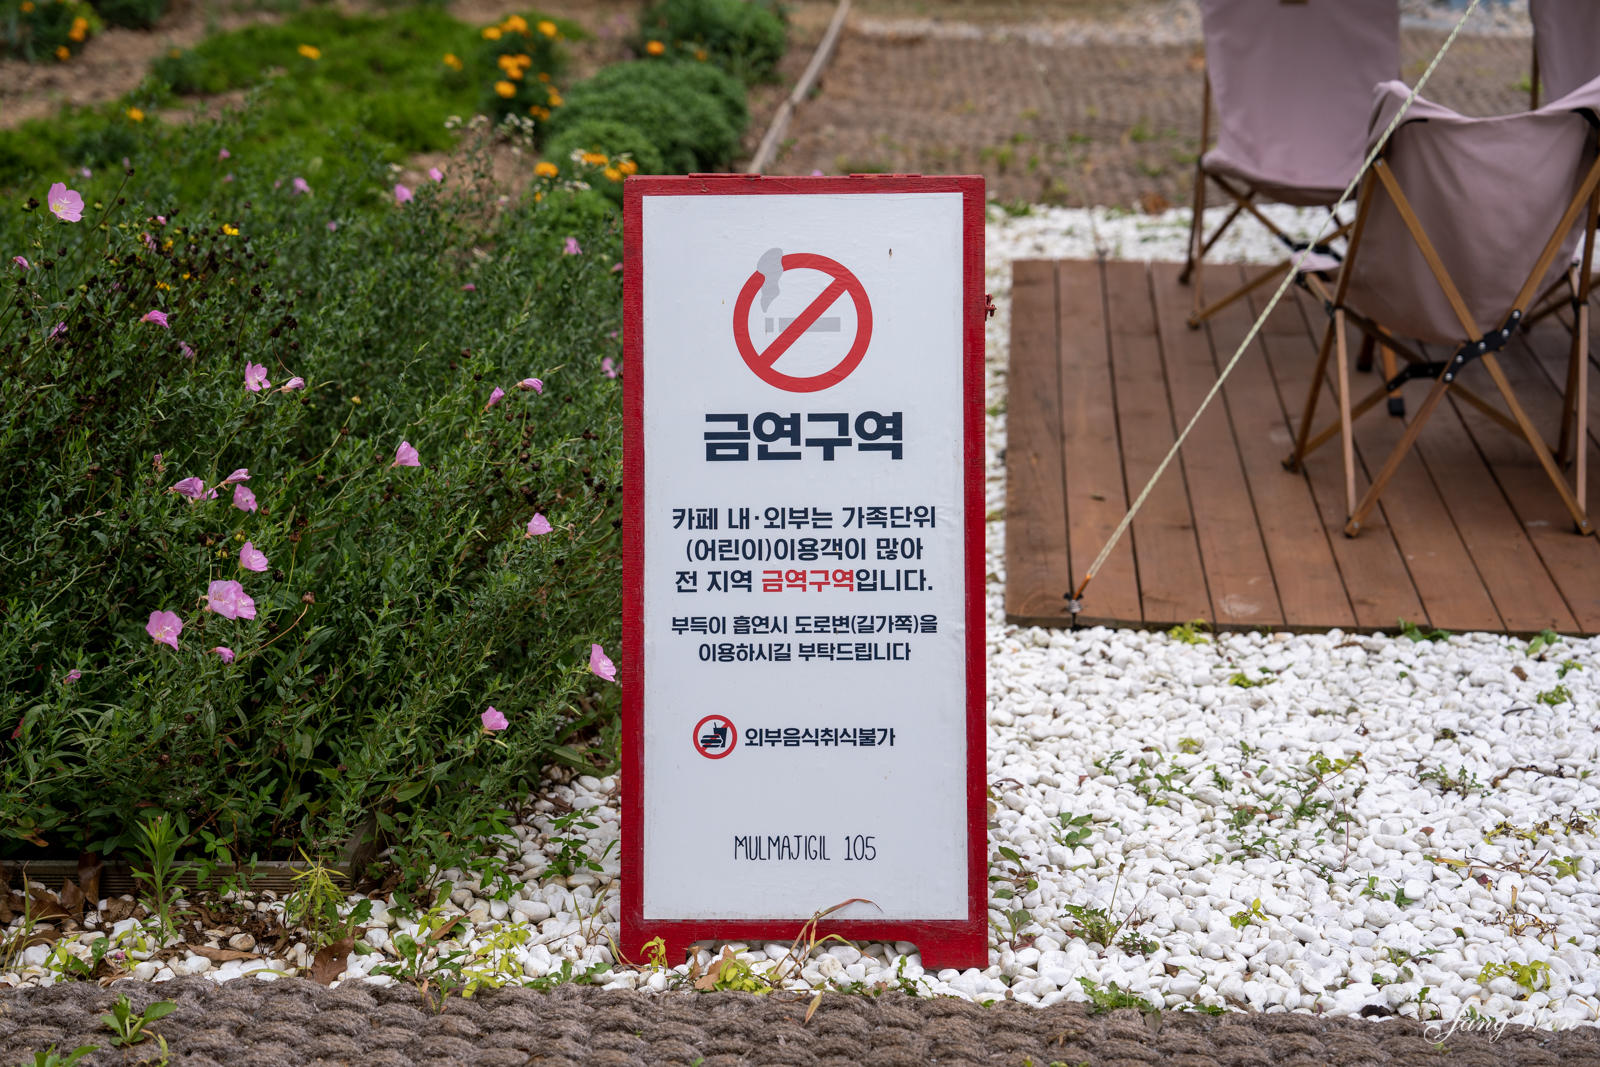 금연구역
카페 내·외부는 가족단위
(어린이)이용객이 많아
전 지역 금역구역입니다.
부득이 흡연시 도로변(길가쪽)을
이용하시길 부탁드립니다
외부음식취식불가
MULMAJIGIL 105
Jang Won